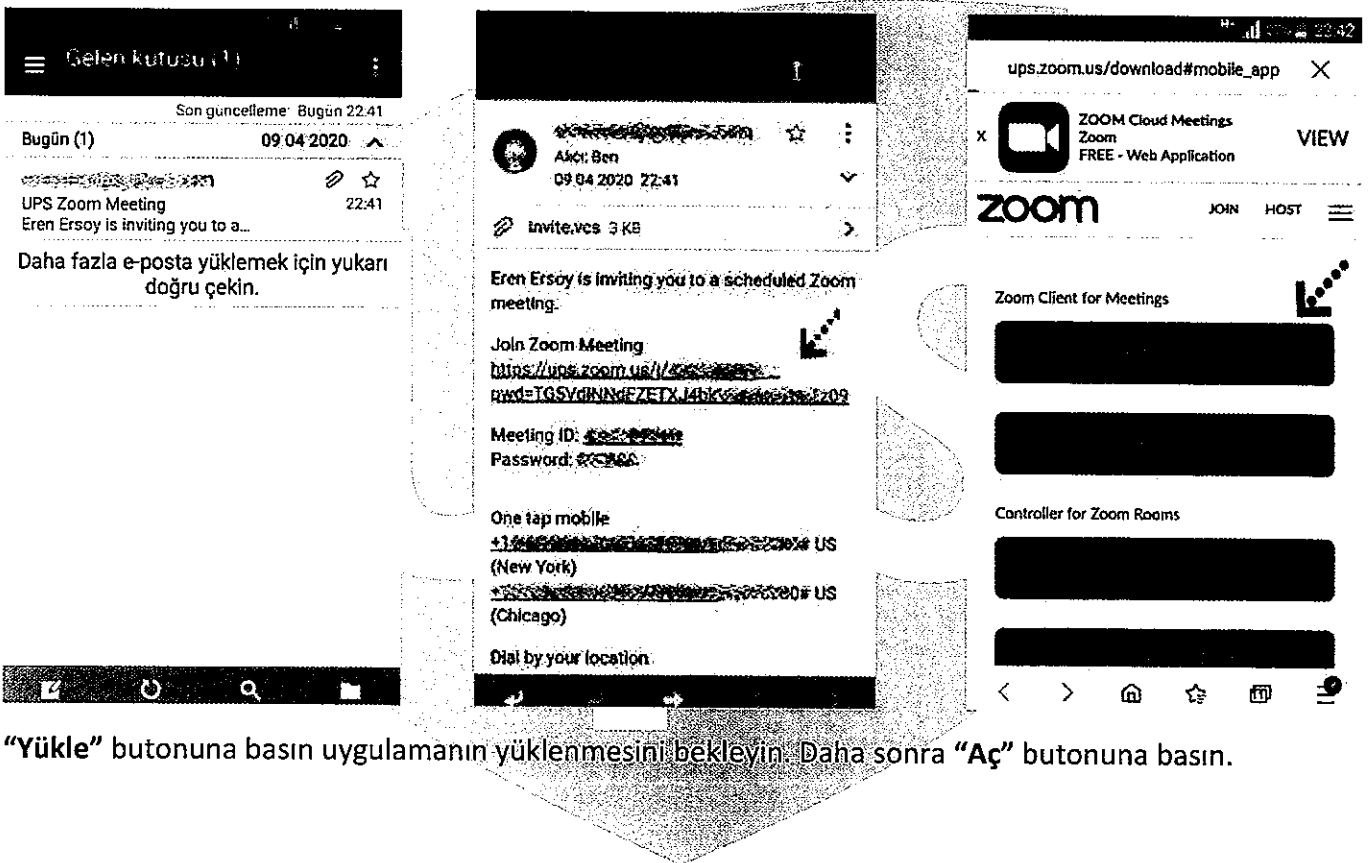 Gelen kutusu (1)
Son güncelleme: Bugün 22:41
Bugün (1) 09.04.2020
UPS Zoom Meeting 22:41
Eren Ersoy is inviting you to a...
Daha fazla e-posta yüklemek için yukarı
doğru çekin.
Alıcı: Ben
09.04.2020 22:41
Invite.vcs 3 KB
Eren Ersoy is inviting you to a scheduled Zoom
meeting.
Join Zoom Meeting
https://ups.zoom.us/j/
Meeting ID:
Password:
One tap mobile
US
(New York)
US
(Chicago)
Dial by your location
22:42
ups.zoom.us/download#mobile_app X
x ZOOM Cloud Meetings
Zoom VIEW
FREE - Web Application
zoom JOIN HOST
Zoom Client for Meetings
Controller for Zoom Rooms
"Yükle" butonuna basın uygulamanın yüklenmesini bekleyin. Daha sonra "Aç" butonuna basın.